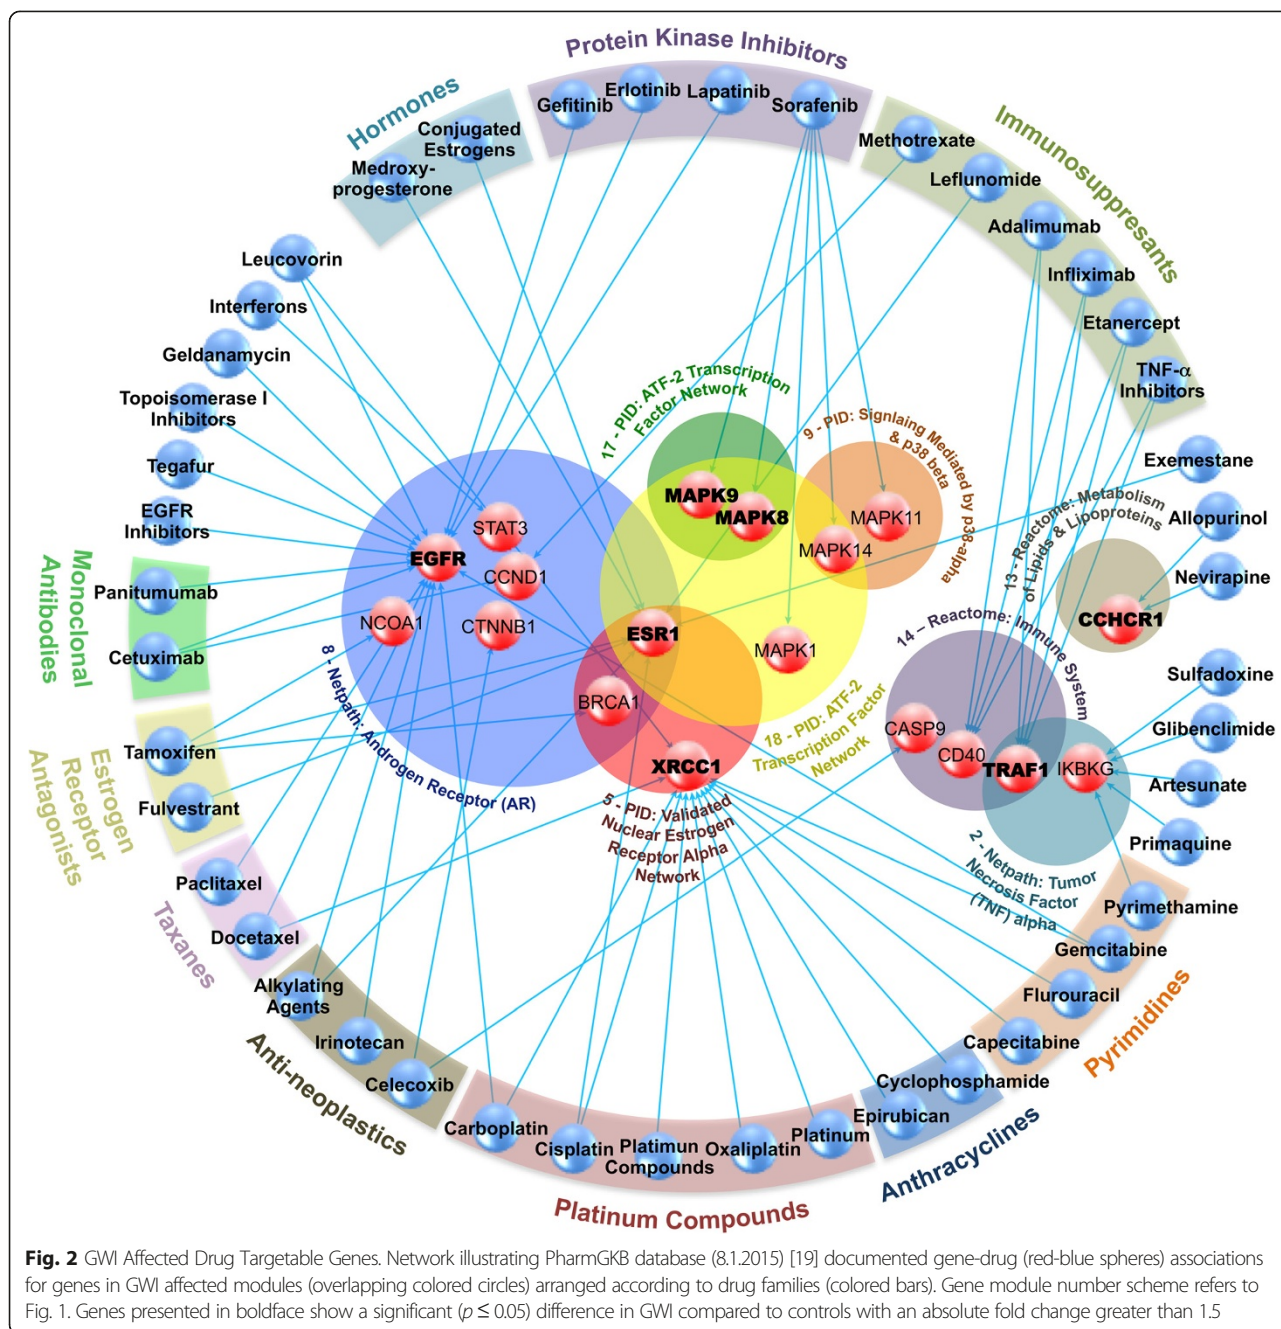 Protein Kinase Inhibitors
Gefitinib
Erlotinib
Lapatinib
Sorafenib
Hormones
Conjugated
Estrogens
Medroxy-
progesterone
Immunosuppresants
Methotrexate
Leflunomide
Adalimumab
Infliximab
Etanercept
TNF-α
Inhibitors
Leucovorin
Interferons
Geldanamycin
Topoisomerase I
Inhibitors
Tegafur
EGFR
Inhibitors
Monoclonal
Antibodies
Panitumumab
Cetuximab
Estrogen
Receptor
Antagonists
Tamoxifen
Fulvestrant
Taxanes
Paclitaxel
Docetaxel
Anti-neoplastics
Alkylating
Agents
Irinotecan
Celecoxib
Platinum Compounds
Carboplatin
Cisplatin
Platimun
Compounds
Oxaliplatin
Platinum
Anthracyclines
Epirubican
Cyclophosphamide
Pyrimidines
Capecitabine
Flurouracil
Gemcitabine
Pyrimethamine
Primaquine
Artesunate
Glibenclimide
Sulfadoxine
Nevirapine
Allopurinol
Exemestane
17 - PID: ATF-2 Transcription
Factor Network
MAPK9
MAPK8
9 - PID: Signlaing Mediated by p38-alpha
& p38 beta
MAPK11
MAPK14
MAPK1
18 - PID: ATF-2
Transcription Factor
Network
8 - Netpath: Androgen Receptor (AR)
STAT3
EGFR
CCND1
NCOA1
CTNNB1
ESR1
BRCA1
XRCC1
5 - PID: Validated
Nuclear Estrogen
Receptor Alpha
Network
13 - Reactome: Metabolism
of Lipids & Lipoproteins
CCHCR1
14 – Reactome: Immune System
CASP9
CD40
TRAF1
IKBKG
2 - Netpath: Tumor
Necrosis Factor
(TNF) alpha
Fig. 2 GWI Affected Drug Targetable Genes. Network illustrating PharmGKB database (8.1.2015) [19] documented gene-drug (red-blue spheres) associations
for genes in GWI affected modules (overlapping colored circles) arranged according to drug families (colored bars). Gene module number scheme refers to
Fig. 1. Genes presented in boldface show a significant (p ≤ 0.05) difference in GWI compared to controls with an absolute fold change greater than 1.5